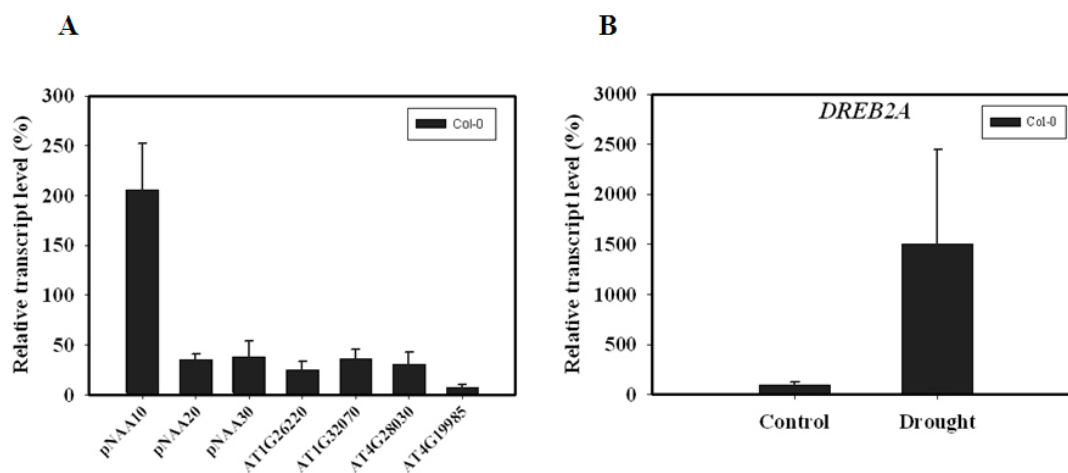 A
B
Relative transcript level (%)
300
250
200
150
100
50
0
Col-0
pNAA10
pNAA20
pNAA30
AT1G26220
AT1G32070
AT4G28030
AT4G19985
Relative transcript level (%)
3000
2500
2000
1500
1000
500
0
DREB2A
Col-0
Control
Drought